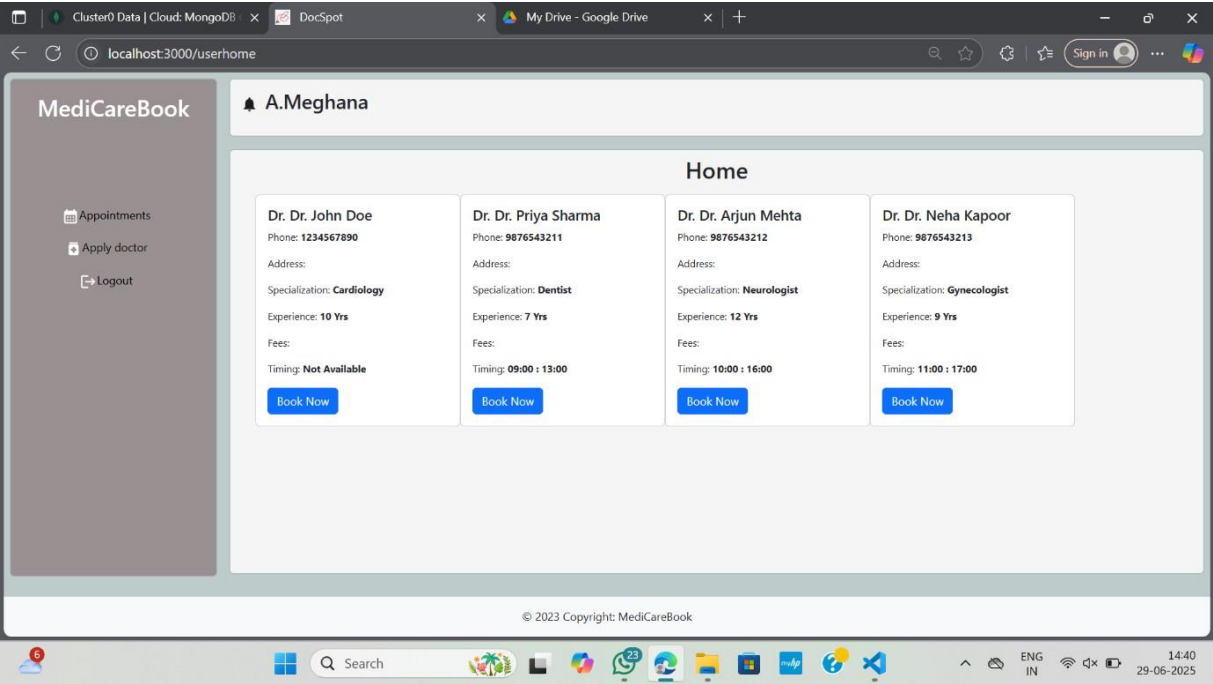 Cluster0 Data | Cloud: MongoDB
DocSpot
My Drive - Google Drive
localhost:3000/userhome
Sign in
MediCareBook
Appointments
Apply doctor
Logout
A.Meghana
Home
Dr. Dr. John Doe
Phone: 1234567890
Address:
Specialization: Cardiology
Experience: 10 Yrs
Fees:
Timing: Not Available
Book Now
Dr. Dr. Priya Sharma
Phone: 9876543211
Address:
Specialization: Dentist
Experience: 7 Yrs
Fees:
Timing: 09:00 : 13:00
Book Now
Dr. Dr. Arjun Mehta
Phone: 9876543212
Address:
Specialization: Neurologist
Experience: 12 Yrs
Fees:
Timing: 10:00 : 16:00
Book Now
Dr. Dr. Neha Kapoor
Phone: 9876543213
Address:
Specialization: Gynecologist
Experience: 9 Yrs
Fees:
Timing: 11:00 : 17:00
Book Now
© 2023 Copyright: MediCareBook
6
Search
23
myhp
ENG
IN
14:40
29-06-2025